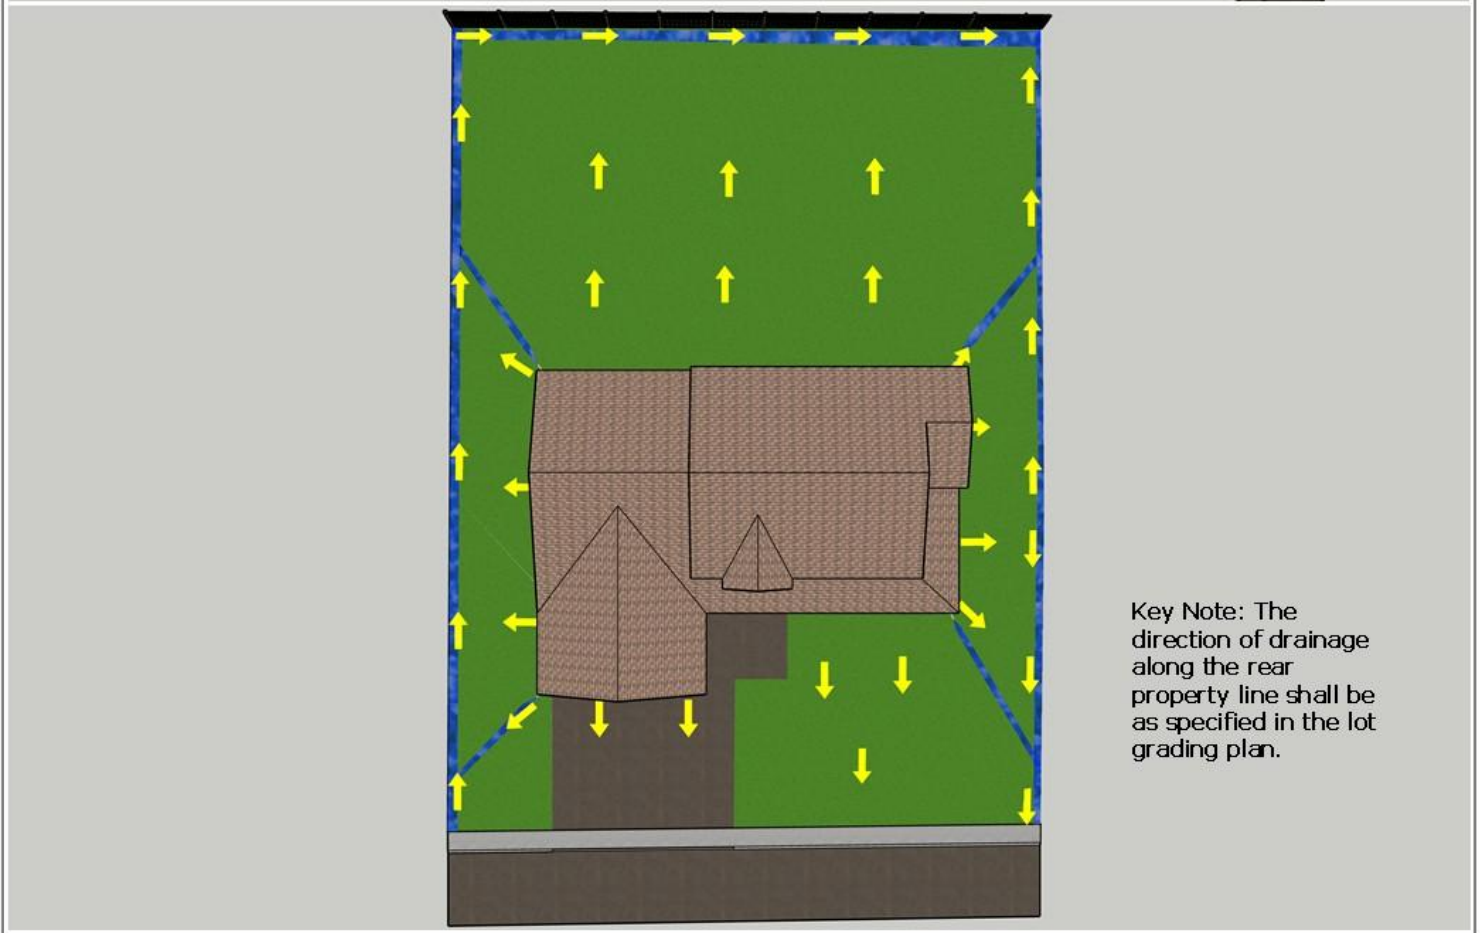 Key Note: The
direction of drainage
along the rear
property line shall be
as specified in the lot
grading plan.